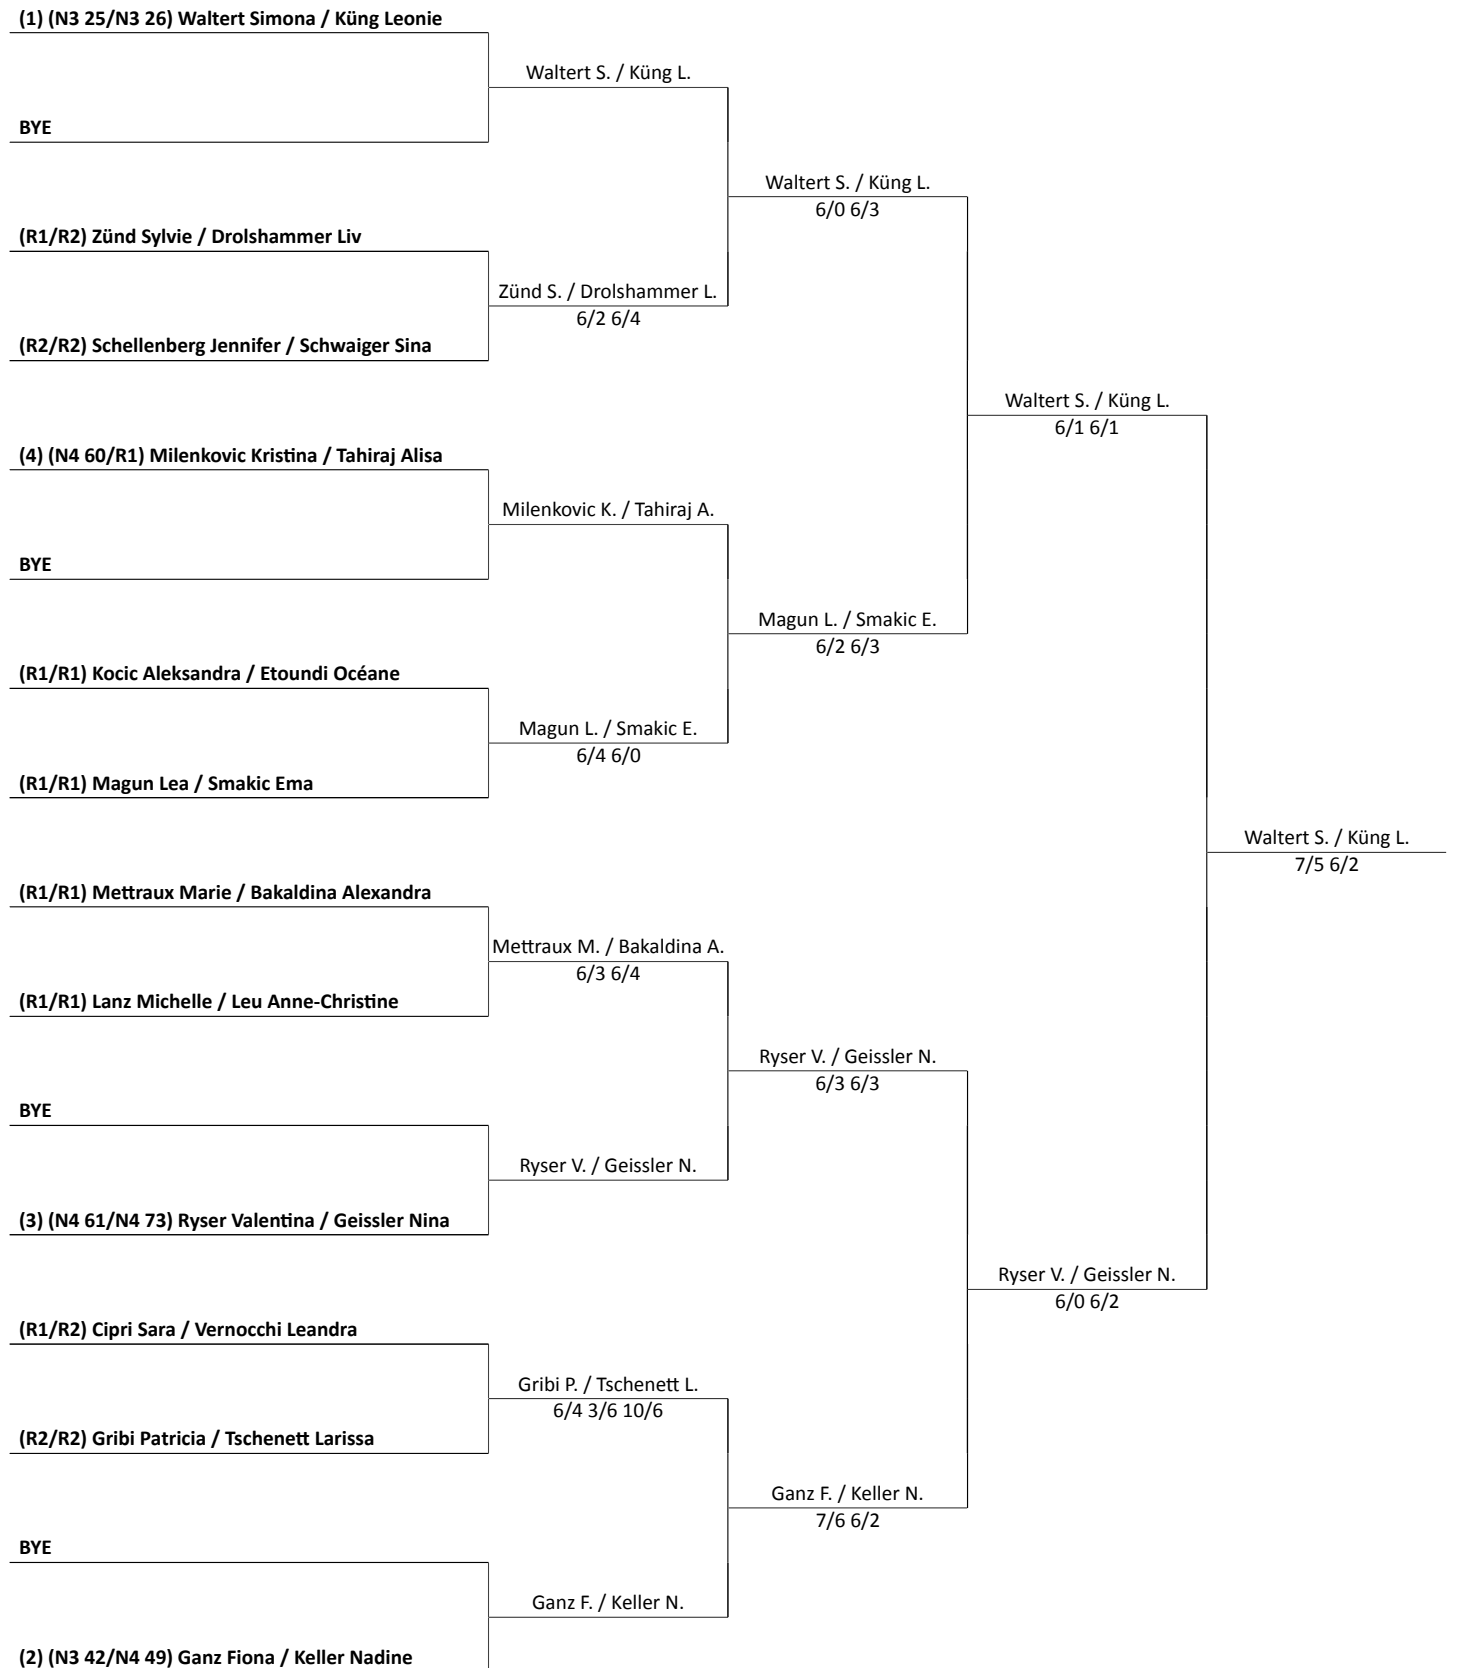 (1) (N3 25/N3 26) Waltert Simona / Küng Leonie
Waltert S. / Küng L.
BYE
Waltert S. / Küng L.
6/0 6/3
(R1/R2) Zünd Sylvie / Drolshammer Liv
Zünd S. / Drolshammer L.
6/2 6/4
(R2/R2) Schellenberg Jennifer / Schwaiger Sina
Waltert S. / Küng L.
6/1 6/1
(4) (N4 60/R1) Milenkovic Kristina / Tahiraj Alisa
Milenkovic K. / Tahiraj A.
BYE
Magun L. / Smakic E.
6/2 6/3
(R1/R1) Kocic Aleksandra / Etoundi Océane
Magun L. / Smakic E.
6/4 6/0
(R1/R1) Magun Lea / Smakic Ema
Waltert S. / Küng L.
7/5 6/2
(R1/R1) Mettraux Marie / Bakaldina Alexandra
Mettraux M. / Bakaldina A.
6/3 6/4
(R1/R1) Lanz Michelle / Leu Anne-Christine
Ryser V. / Geissler N.
6/3 6/3
BYE
Ryser V. / Geissler N.
(3) (N4 61/N4 73) Ryser Valentina / Geissler Nina
Ryser V. / Geissler N.
6/0 6/2
(R1/R2) Cipri Sara / Vernocchi Leandra
Gribi P. / Tschenett L.
6/4 3/6 10/6
(R2/R2) Gribi Patricia / Tschenett Larissa
Ganz F. / Keller N.
7/6 6/2
BYE
Ganz F. / Keller N.
(2) (N3 42/N4 49) Ganz Fiona / Keller Nadine